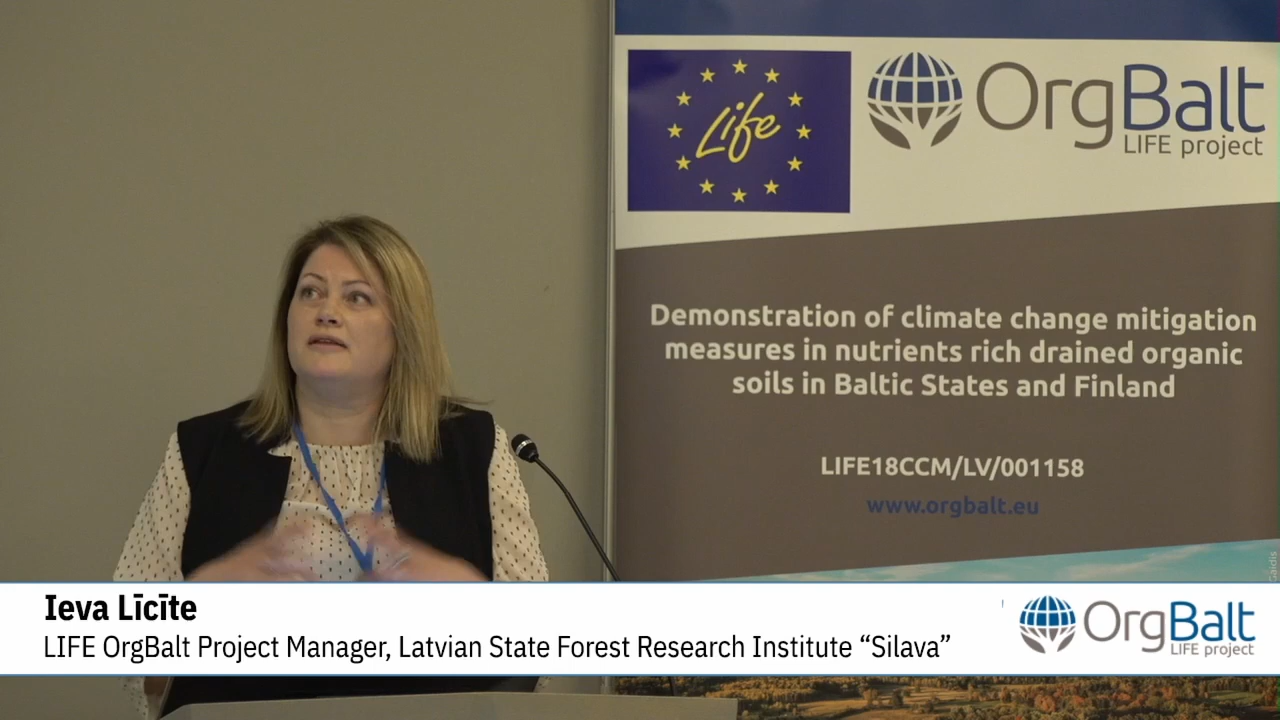 Life
OrgBalt
LIFE project
Demonstration of climate change mitigation
measures in nutrients rich drained organic
soils in Baltic States and Finland
LIFE18CCM/LV/001158
www.orgbalt.eu
Ieva Līcīte
LIFE OrgBalt Project Manager, Latvian State Forest Research Institute “Silava”
OrgBalt
LIFE project